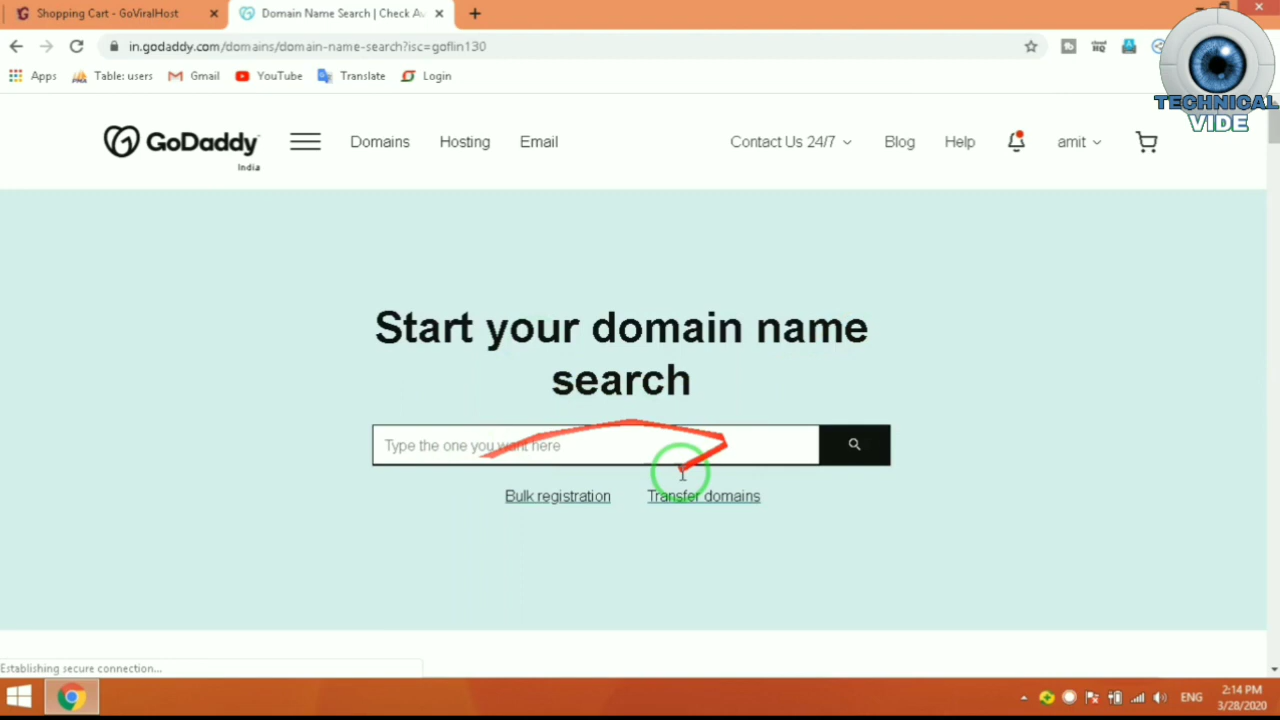 Shopping Cart - GoViralHost
Domain Name Search | Check Av
in.godaddy.com/domains/domain-name-search?isc=goflin130
Apps
Table: users
Gmail
YouTube
Translate
Login
TECHNICAL
VIDE
GoDaddy
India
Domains
Hosting
Email
Contact Us 24/7
Blog
Help
amit
Start your domain name
search
Type the one you want here
Bulk registration
Transfer domains
Establishing secure connection...
ENG
2:14 PM
3/28/2020